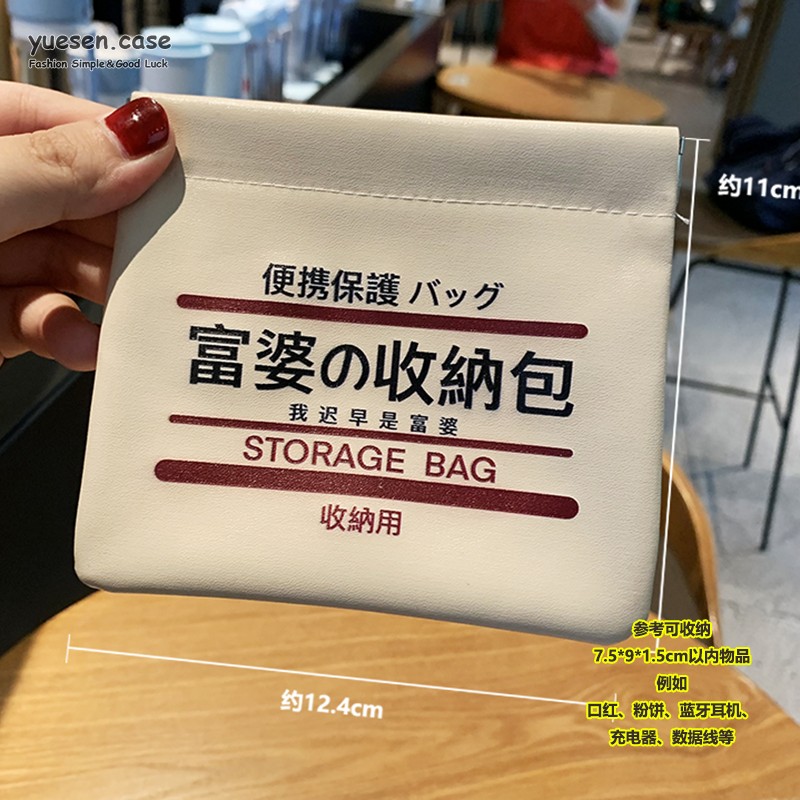 yuesen.case
Fashion Simple&Good Luck
约11cm
便携保護 バッグ
富婆の收納包
我迟早是富婆
STORAGE BAG
收納用
约12.4cm
参考可收纳
7.5*9*1.5cm以内物品
例如
口红、粉饼、蓝牙耳机、
充电器、数据线等